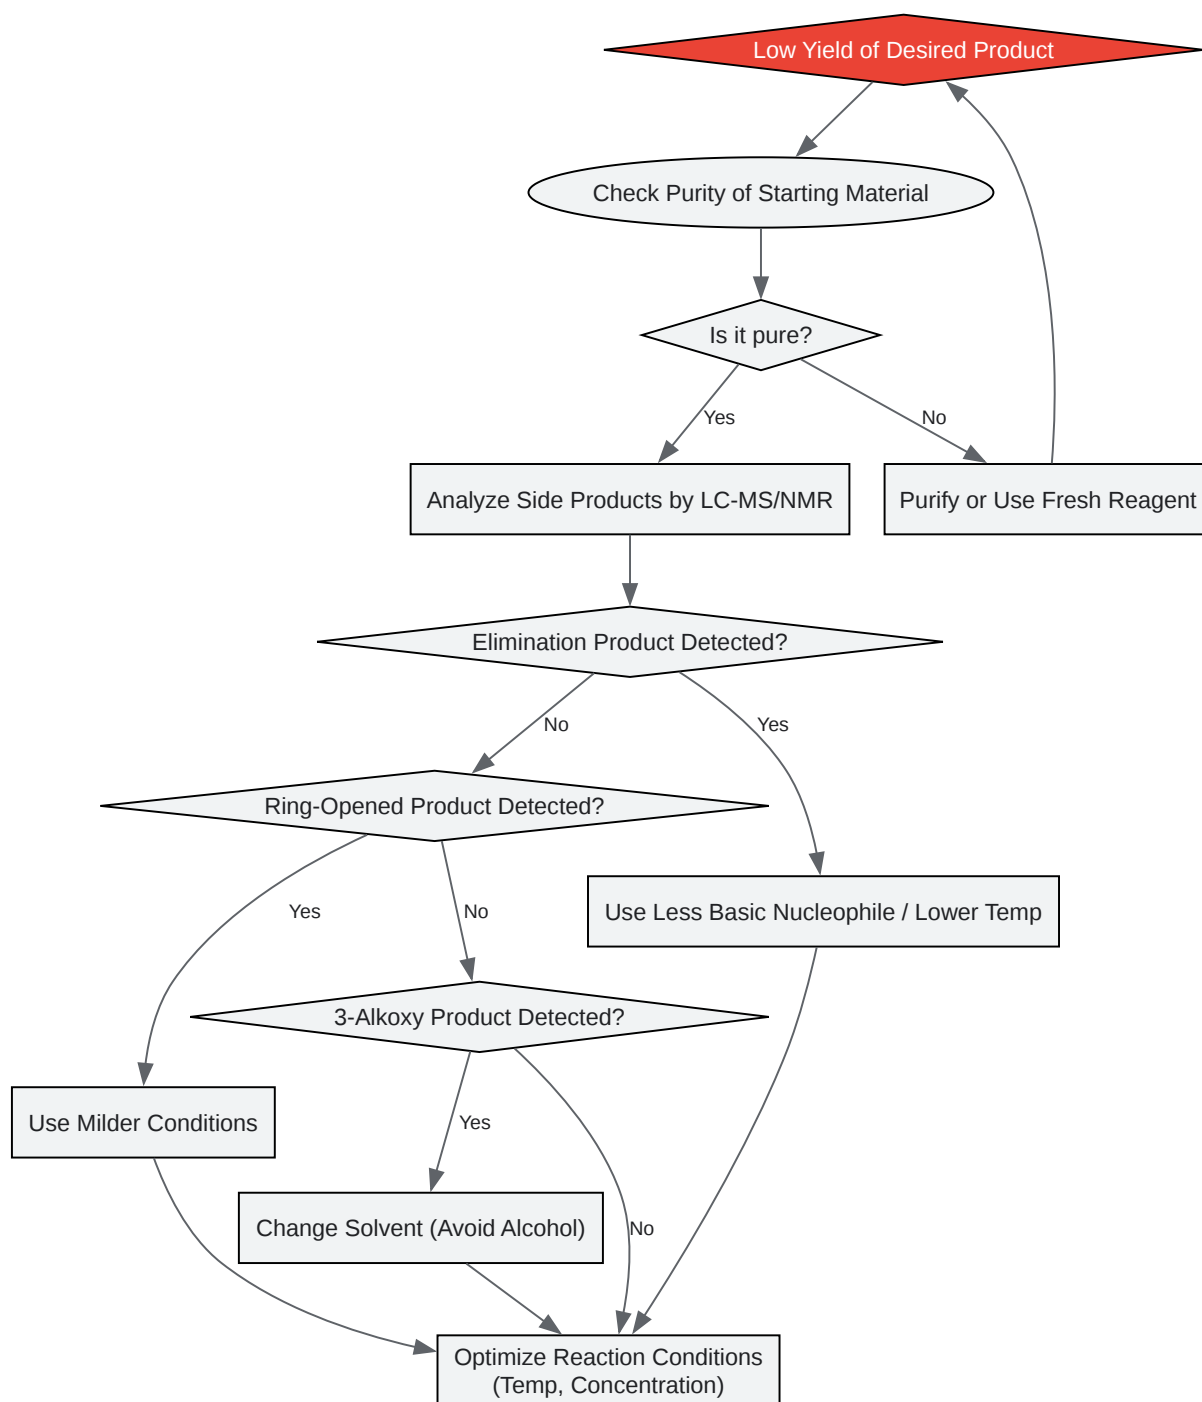 Low Yield of Desired Product
Check Purity of Starting Material
Is it pure?
Yes
No
Analyze Side Products by LC-MS/NMR
Purify or Use Fresh Reagent
Elimination Product Detected?
No
Yes
Ring-Opened Product Detected?
Yes
No
Use Less Basic Nucleophile / Lower Temp
3-Alkoxy Product Detected?
Use Milder Conditions
Yes
Change Solvent (Avoid Alcohol)
No
Optimize Reaction Conditions
(Temp, Concentration)